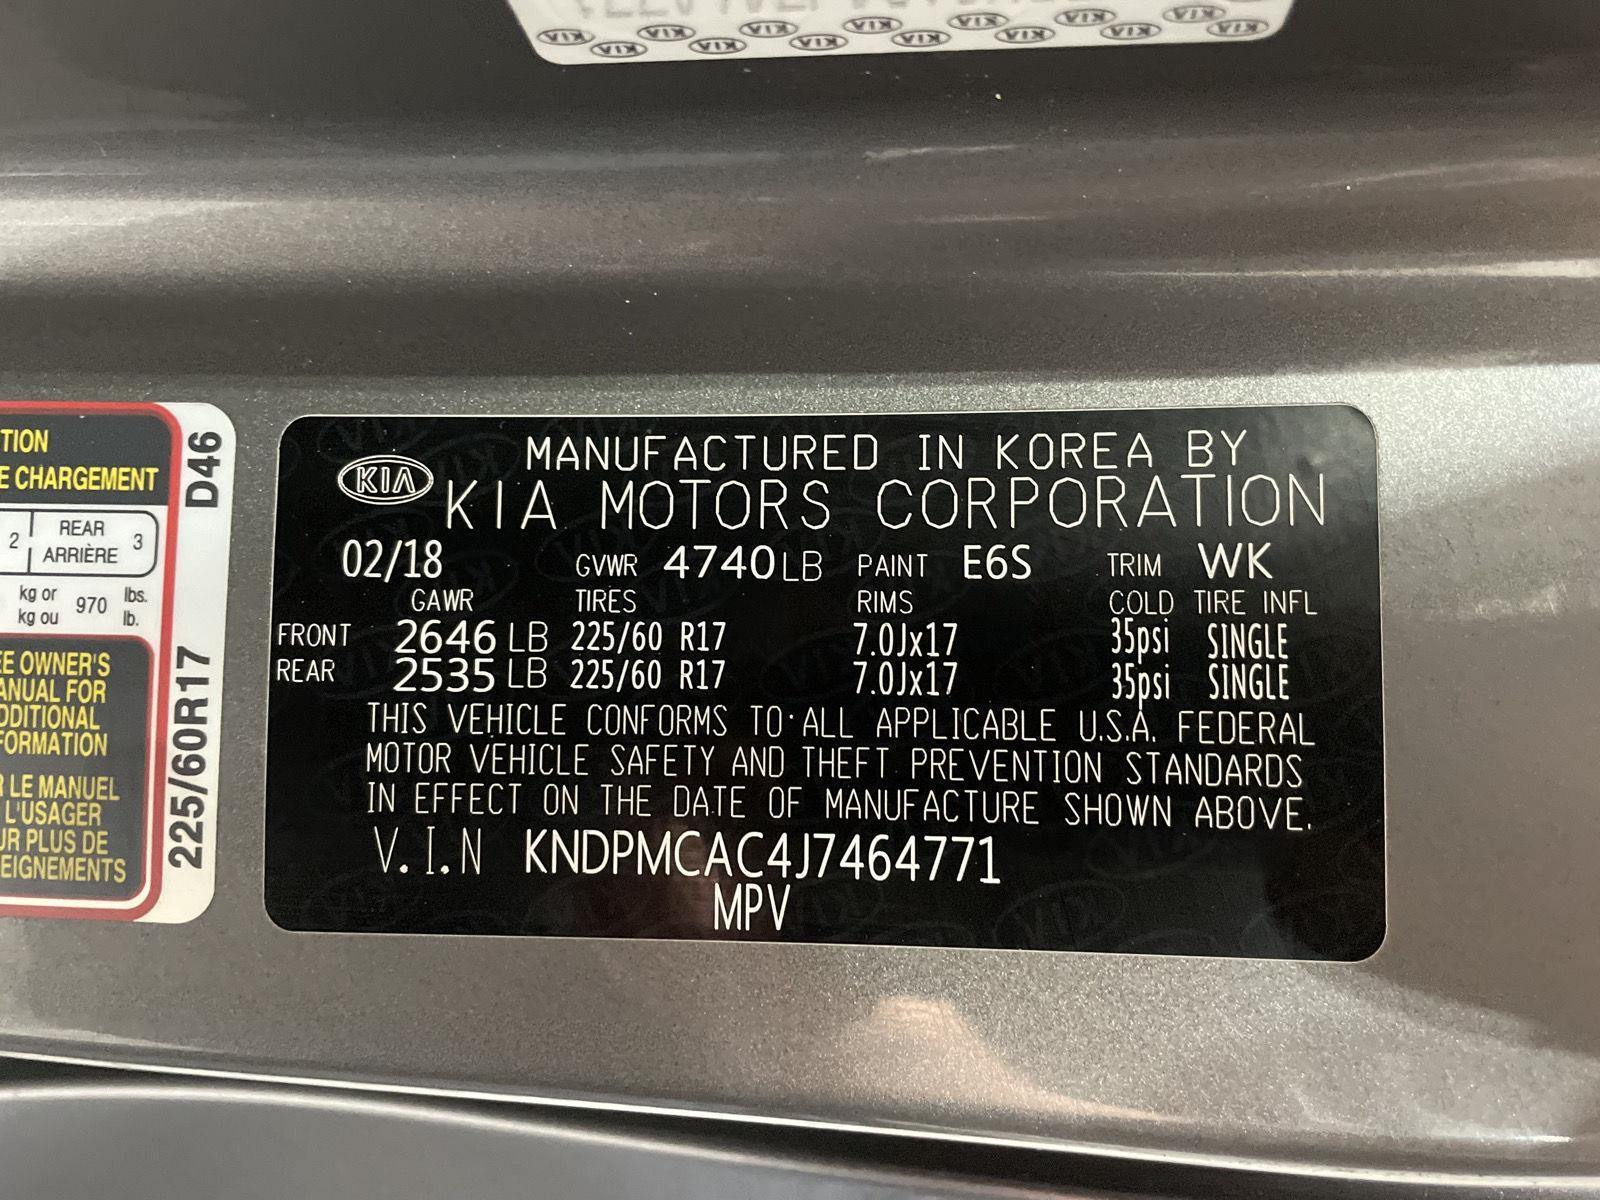 TION
E CHARGEMENT
2 REAR 3
ARRIÈRE
kg or 970 lbs.
kg ou lb.
EE OWNER'S
ANUAL FOR
DDITIONAL
FORMATION
R LE MANUEL
L'USAGER
UR PLUS DE
EIGNEMENTS
225/60R17 D46
KIA
MANUFACTURED IN KOREA BY
KIA MOTORS CORPORATION
02/18 GVWR 4740 LB PAINT E6S TRIM WK
GAWR TIRES RIMS COLD TIRE INFL
FRONT 2646 LB 225/60 R17 7.0Jx17 35psi SINGLE
REAR 2535 LB 225/60 R17 7.0Jx17 35psi SINGLE
THIS VEHICLE CONFORMS TO ALL APPLICABLE U.S.A. FEDERAL
MOTOR VEHICLE SAFETY AND THEFT PREVENTION STANDARDS
IN EFFECT ON THE DATE OF MANUFACTURE SHOWN ABOVE.
V.I.N KNDPMCAC4J7464771
MPV